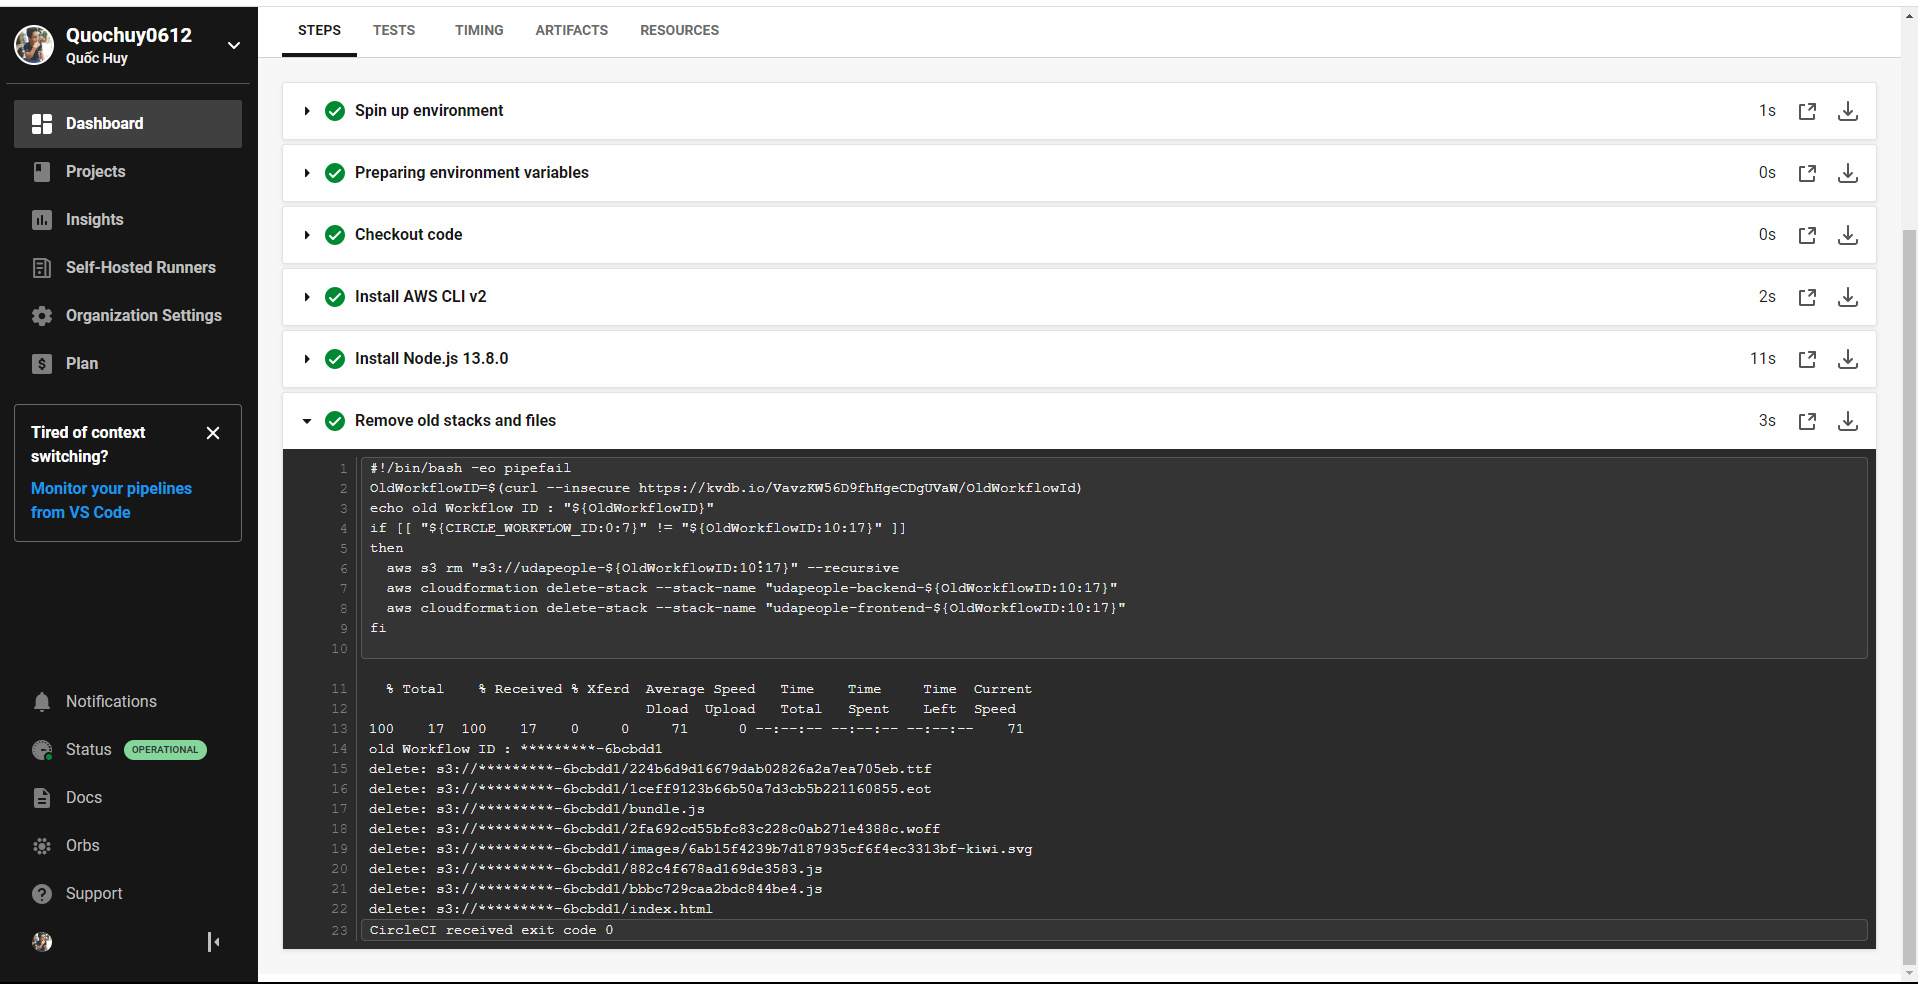 Quochuy0612
Quốc Huy
Dashboard
Projects
Insights
Self-Hosted Runners
Organization Settings
Plan
Tired of context
switching?
Monitor your pipelines
from VS Code
Notifications
Status OPERATIONAL
Docs
Orbs
Support
STEPS TESTS TIMING ARTIFACTS RESOURCES
Spin up environment 1s
Preparing environment variables 0s
Checkout code 0s
Install AWS CLI v2 2s
Install Node.js 13.8.0 11s
Remove old stacks and files 3s
1 #!/bin/bash -eo pipefail
2 OldWorkflowID=$(curl --insecure https://kvdb.io/VavzKW56D9fhHgeCDgUVaW/OldWorkflowId)
3 echo old Workflow ID : "${OldWorkflowID}"
4 if [[ "${CIRCLE_WORKFLOW_ID:0:7}" != "${OldWorkflowID:10:17}" ]]
5 then
6   aws s3 rm "s3://udapeople-${OldWorkflowID:10:17}" --recursive
7   aws cloudformation delete-stack --stack-name "udapeople-backend-${OldWorkflowID:10:17}"
8   aws cloudformation delete-stack --stack-name "udapeople-frontend-${OldWorkflowID:10:17}"
9 fi
10
11   % Total    % Received % Xferd  Average Speed   Time    Time     Time  Current
12                                  Dload  Upload   Total   Spent    Left  Speed
13 100    17  100    17    0     0     71      0 --:--:-- --:--:-- --:--:--    71
14 old Workflow ID : *********-6bcbdd1
15 delete: s3://*********-6bcbdd1/224b6d9d16679dab02826a2a7ea705eb.ttf
16 delete: s3://*********-6bcbdd1/1ceff9123b66b50a7d3cb5b221160855.eot
17 delete: s3://*********-6bcbdd1/bundle.js
18 delete: s3://*********-6bcbdd1/2fa692cd55bfc83c228c0ab271e4388c.woff
19 delete: s3://*********-6bcbdd1/images/6ab15f4239b7d187935cf6f4ec3313bf-kiwi.svg
20 delete: s3://*********-6bcbdd1/882c4f678ad169de3583.js
21 delete: s3://*********-6bcbdd1/bbbc729caa2bdc844be4.js
22 delete: s3://*********-6bcbdd1/index.html
23 CircleCI received exit code 0